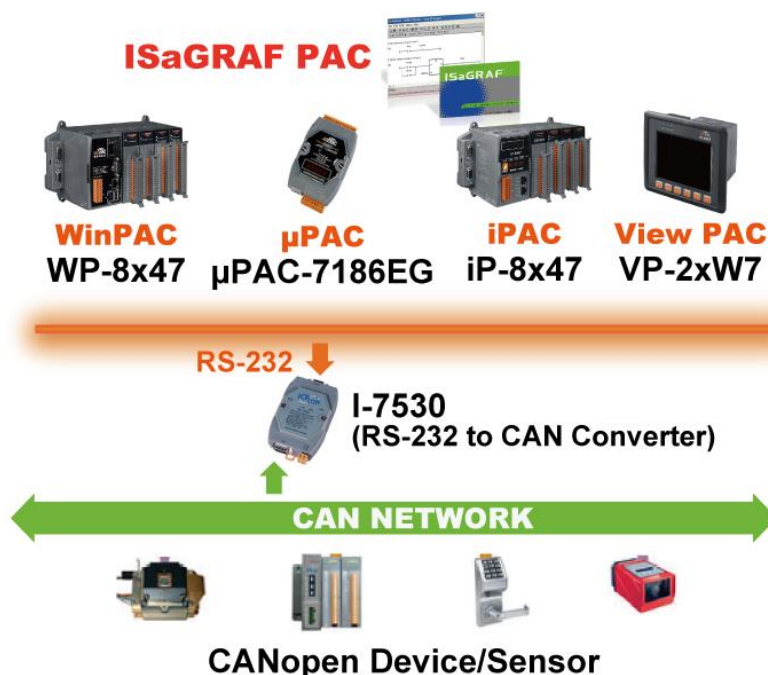 ISaGRAF PAC
ISaGRAF
WinPAC
µPAC
iPAC
View PAC
WP-8x47
µPAC-7186EG
iP-8x47
VP-2xW7
RS-232
I-7530
(RS-232 to CAN Converter)
CAN NETWORK
CANopen Device/Sensor